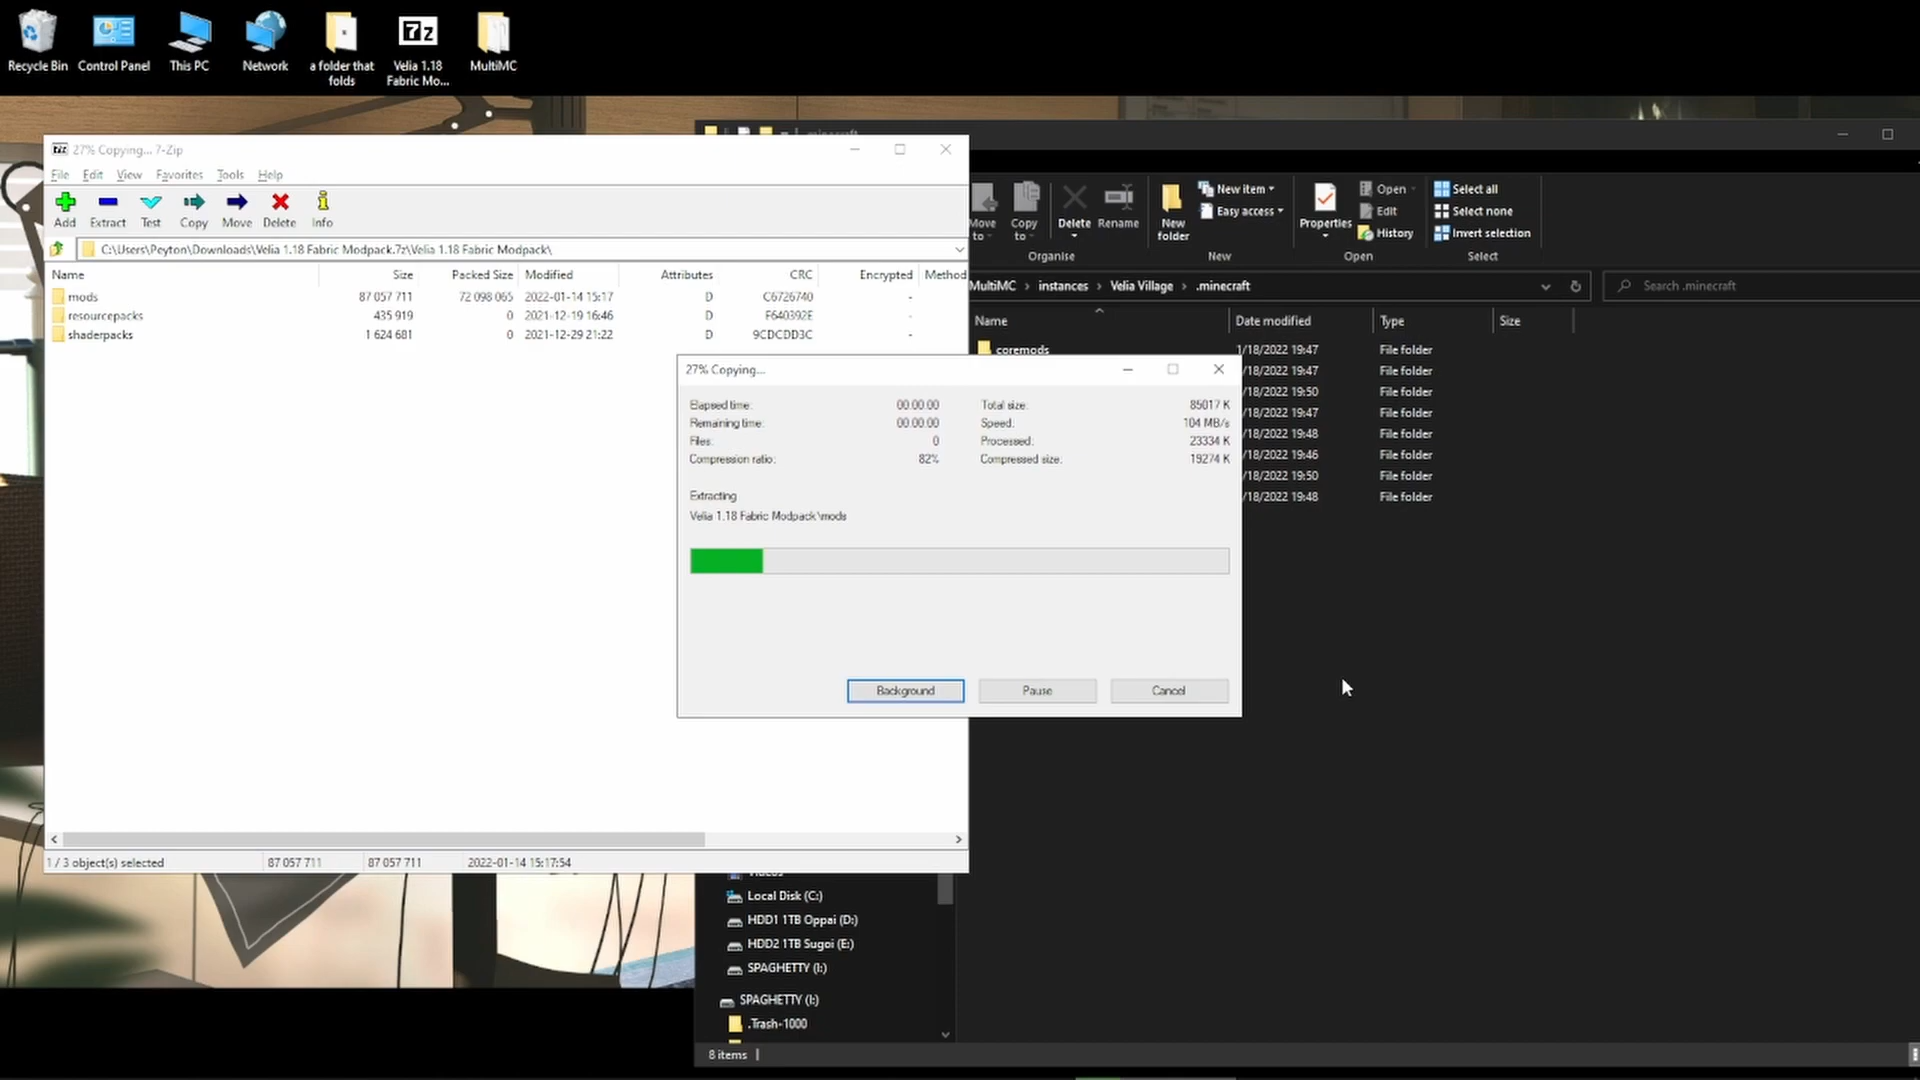 Recycle Bin
Control Panel
This PC
Network
a folder that
folds
Velia 1.18
Fabric Mo...
MultiMC
27% Copying... 7-Zip
File Edit View Favorites Tools Help
Add Extract Test Copy Move Delete Info
C:\Users\Peyton\Downloads\Velia 1.18 Fabric Modpack.7z\Velia 1.18 Fabric Modpack\
Name Size Packed Size Modified Attributes CRC Encrypted Method
mods 87 057 711 72 098 065 2022-01-14 15:17 D C6726740 -
resourcepacks 435 919 0 2021-12-19 16:46 D F640392E -
shaderpacks 1 624 681 0 2021-12-29 21:22 D 9CDCDD3C -
1 / 3 object(s) selected 87 057 711 87 057 711 2022-01-14 15:17:54
27% Copying...
Elapsed time: 00:00:00 Total size: 85017 K
Remaining time: 00:00:00 Speed: 104 MB/s
Files: 0 Processed: 23334 K
Compression ratio: 82% Compressed size: 19274 K
Extracting
Velia 1.18 Fabric Modpack\mods
Background Pause Cancel
.minecraft
Move to
Copy to
Delete
Rename
New folder
New item
Easy access
Properties
Open
Edit
History
Select all
Select none
Invert selection
Organise New Open Select
MultiMC › instances › Velia Village › .minecraft
Search .minecraft
Name Date modified Type Size
coremods 1/18/2022 19:47 File folder
/18/2022 19:47 File folder
/18/2022 19:50 File folder
/18/2022 19:47 File folder
/18/2022 19:48 File folder
/18/2022 19:46 File folder
/18/2022 19:50 File folder
/18/2022 19:48 File folder
Videos
Local Disk (C:)
HDD1 1TB Oppai (D:)
HDD2 1TB Sugoi (E:)
SPAGHETTY (I:)
SPAGHETTY (I:)
.Trash-1000
8 items